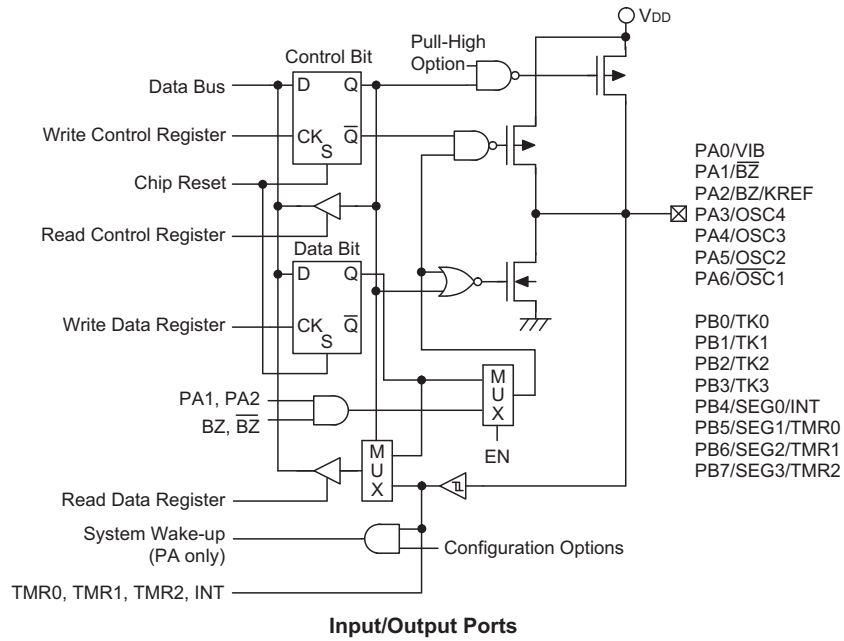 VDD
Pull-High
Option
Control Bit
Data Bus
D
Q
Write Control Register
CK
Q̅
S
Chip Reset
Read Control Register
Data Bit
D
Q
Write Data Register
CK
Q̅
S
M
U
X
PA1, PA2
BZ, B̅Z̅
EN
M
U
X
Read Data Register
System Wake-up
(PA only)
Configuration Options
TMR0, TMR1, TMR2, INT
PA0/VIB
PA1/B̅Z̅
PA2/BZ/KREF
PA3/OSC4
PA4/OSC3
PA5/OSC2
PA6/O̅S̅C1
PB0/TK0
PB1/TK1
PB2/TK2
PB3/TK3
PB4/SEG0/INT
PB5/SEG1/TMR0
PB6/SEG2/TMR1
PB7/SEG3/TMR2
Input/Output Ports